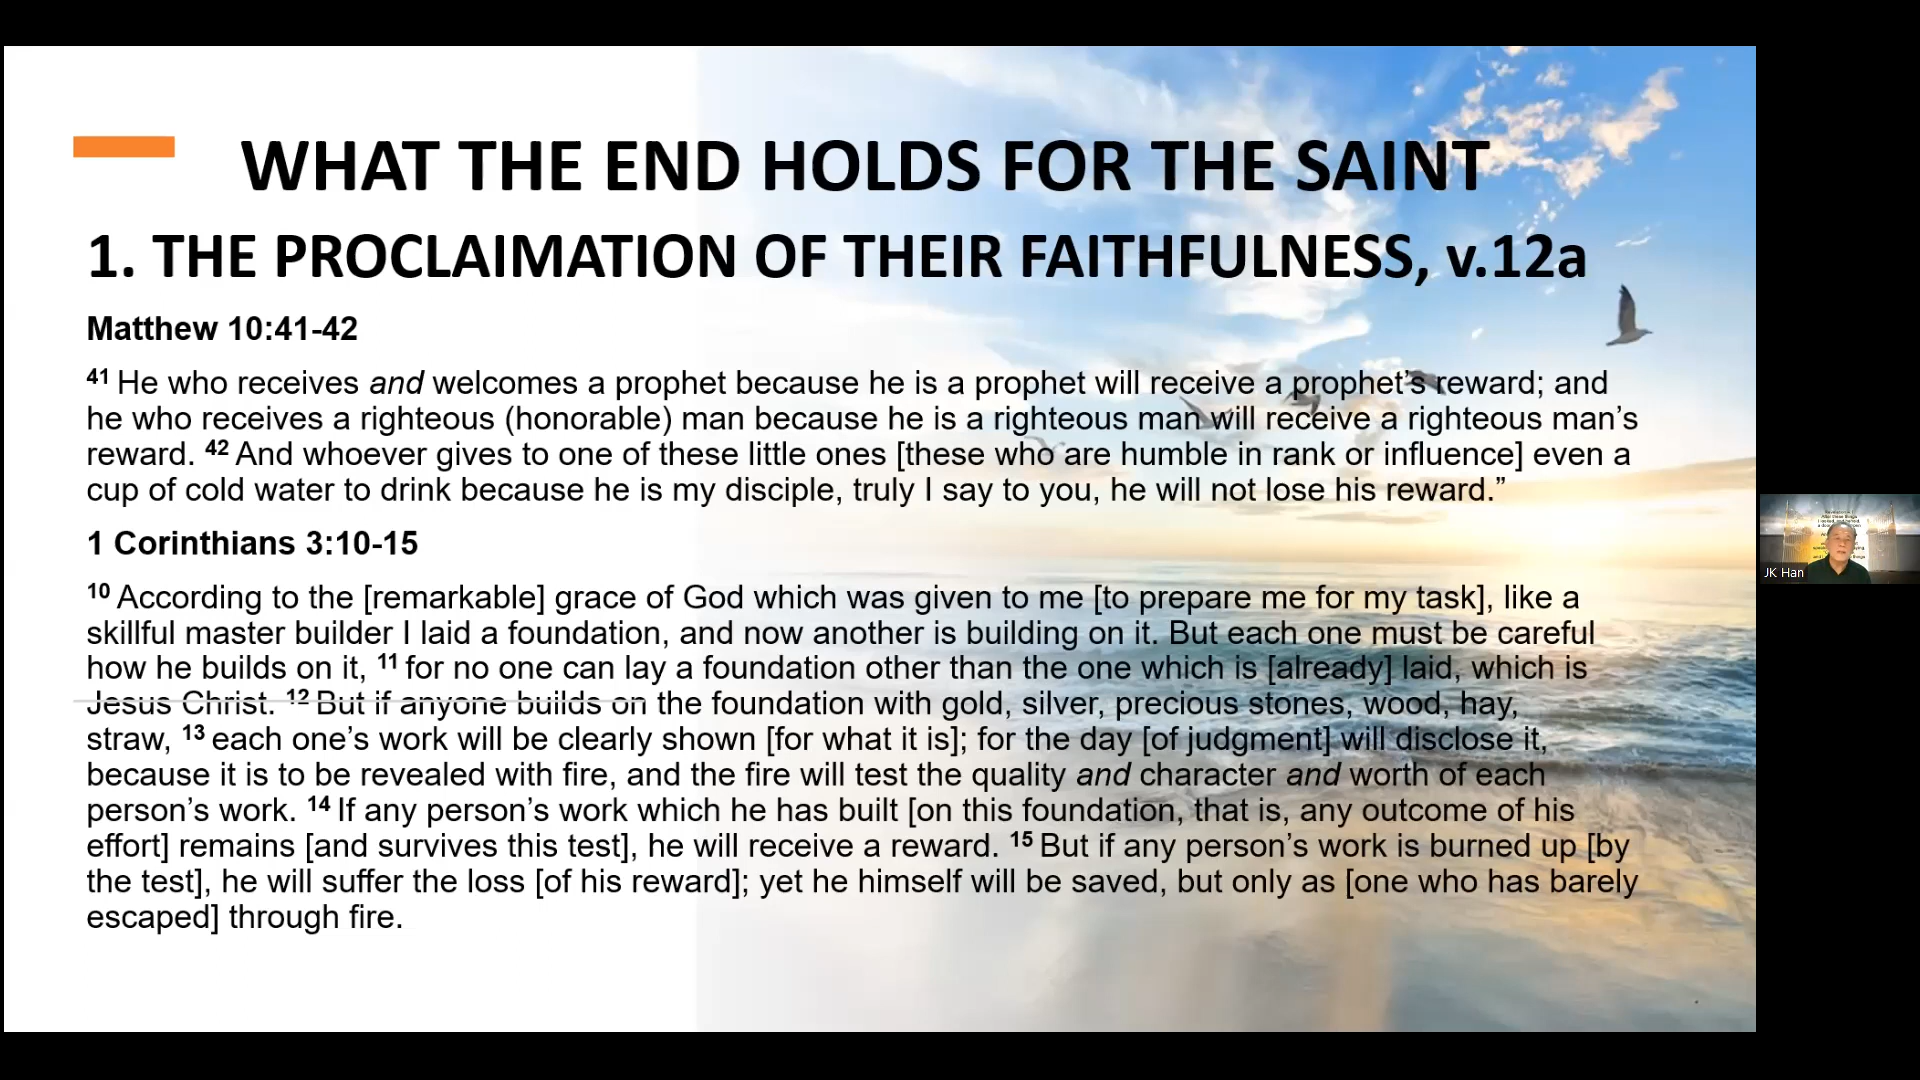 WHAT THE END HOLDS FOR THE SAINT
1. THE PROCLAIMATION OF THEIR FAITHFULNESS, v.12a
Matthew 10:41-42
41 He who receives and welcomes a prophet because he is a prophet will receive a prophet’s reward; and
he who receives a righteous (honorable) man because he is a righteous man will receive a righteous man’s
reward. 42 And whoever gives to one of these little ones [these who are humble in rank or influence] even a
cup of cold water to drink because he is my disciple, truly I say to you, he will not lose his reward.”
1 Corinthians 3:10-15
10 According to the [remarkable] grace of God which was given to me [to prepare me for my task], like a
skillful master builder I laid a foundation, and now another is building on it. But each one must be careful
how he builds on it, 11 for no one can lay a foundation other than the one which is [already] laid, which is
Jesus Christ. 12 But if anyone builds on the foundation with gold, silver, precious stones, wood, hay,
straw, 13 each one’s work will be clearly shown [for what it is]; for the day [of judgment] will disclose it,
because it is to be revealed with fire, and the fire will test the quality and character and worth of each
person’s work. 14 If any person’s work which he has built [on this foundation, that is, any outcome of his
effort] remains [and survives this test], he will receive a reward. 15 But if any person’s work is burned up [by
the test], he will suffer the loss [of his reward]; yet he himself will be saved, but only as [one who has barely
escaped] through fire.
JK Han